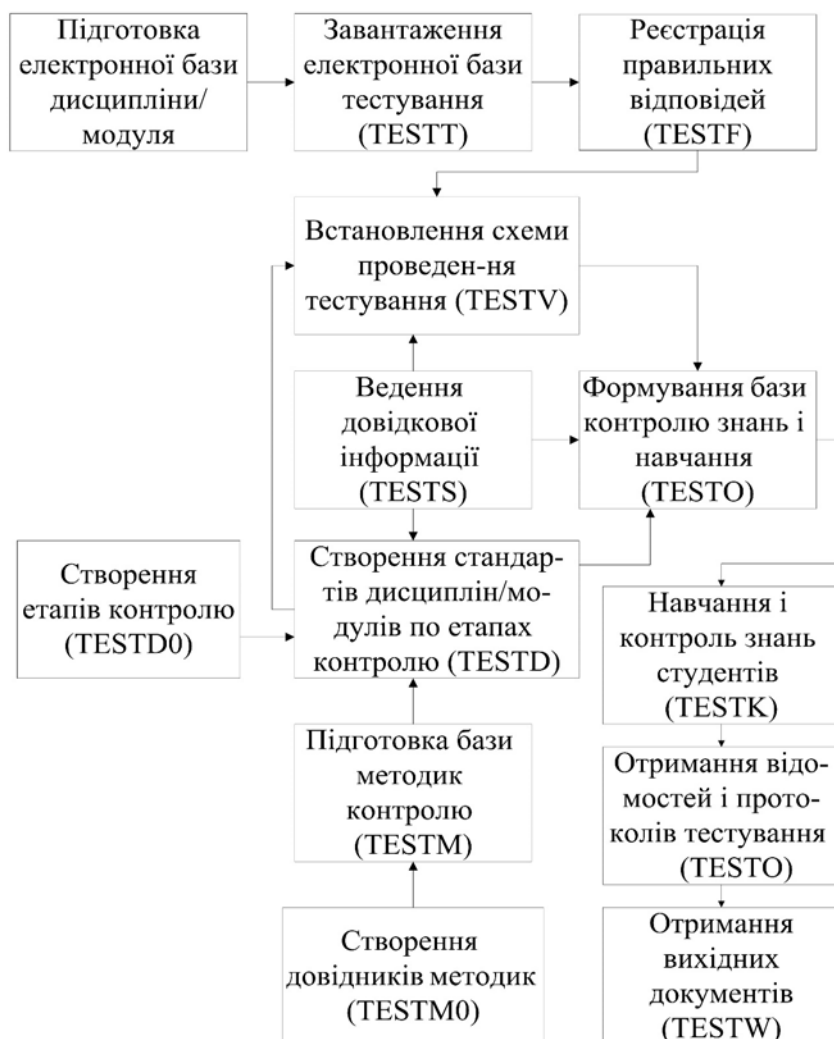 Підготовка
електронної бази
дисципліни/
модуля
Завантаження
електронної бази
тестування
(TESTT)
Реєстрація
правильних
відповідей
(TESTF)
Встановлення схеми
проведен-ня
тестування (TESTV)
Ведення
довідкової
інформації
(TESTS)
Формування бази
контролю знань і
навчання
(TESTO)
Створення
етапів контролю
(TESTD0)
Створення стандар-
тів дисциплін/мо-
дулів по етапах
контролю (TESTD)
Навчання і
контроль знань
студентів
(TESTK)
Підготовка бази
методик
контролю
(TESTM)
Отримання відо-
мостей і прото-
колів тестування
(TESTO)
Створення
довідників методик
(TESTM0)
Отримання
вихідних
документів
(TESTW)